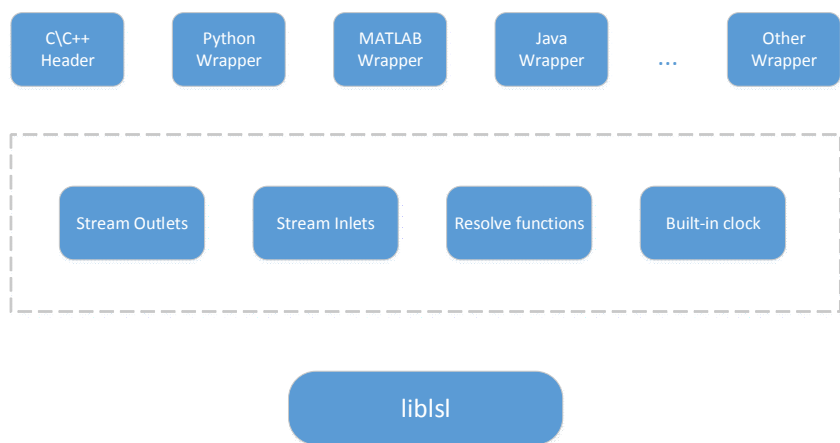 C\C++
Header
Python
Wrapper
MATLAB
Wrapper
Java
Wrapper
...
Other
Wrapper
Stream Outlets
Stream Inlets
Resolve functions
Built-in clock
liblsl